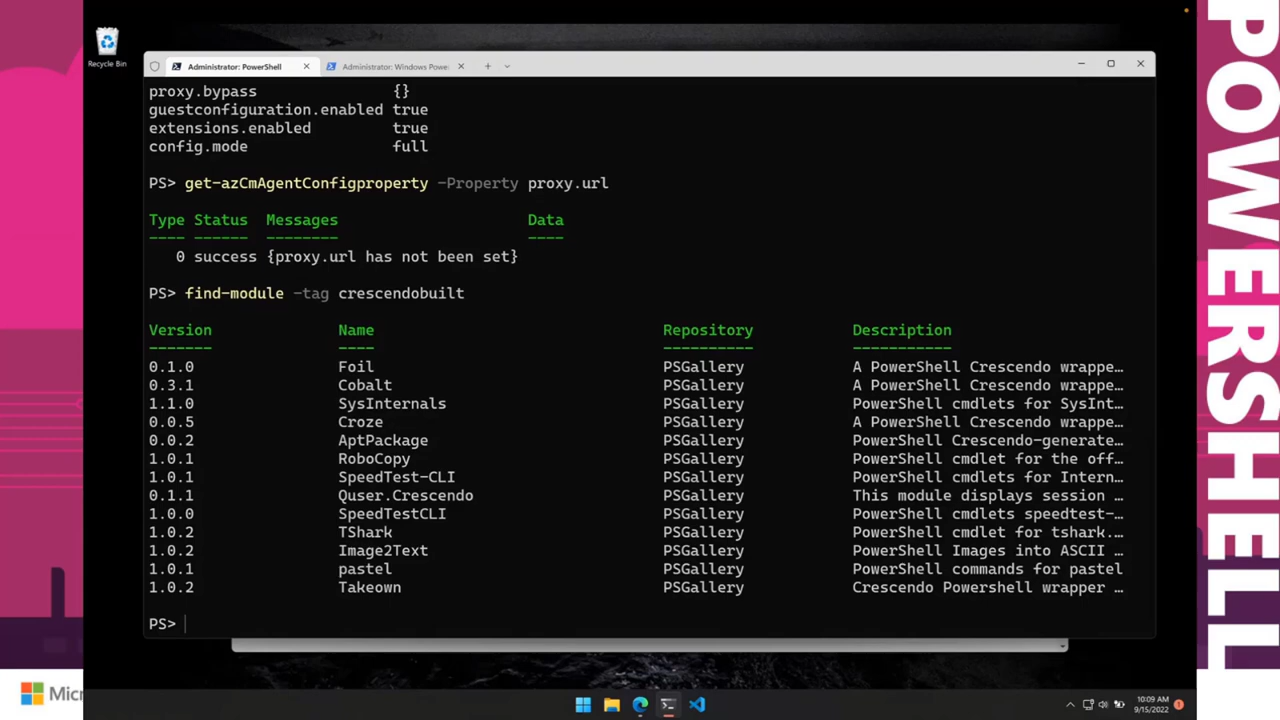 Recycle Bin
Administrator: PowerShell
Administrator: Windows Powe
proxy.bypass {}
guestconfiguration.enabled true
extensions.enabled true
config.mode full
PS> get-azCmAgentConfigproperty -Property proxy.url
Type Status Messages Data
---- ------ -------- ----
0 success {proxy.url has not been set}
PS> find-module -tag crescendobuilt
Version Name Repository Description
------- ---- ---------- -----------
0.1.0 Foil PSGallery A PowerShell Crescendo wrappe…
0.3.1 Cobalt PSGallery A PowerShell Crescendo wrappe…
1.1.0 SysInternals PSGallery PowerShell cmdlets for SysInt…
0.0.5 Croze PSGallery A PowerShell Crescendo wrappe…
0.0.2 AptPackage PSGallery PowerShell Crescendo-generate…
1.0.1 RoboCopy PSGallery PowerShell cmdlet for the off…
1.0.1 SpeedTest-CLI PSGallery PowerShell cmdlets for Intern…
0.1.1 Quser.Crescendo PSGallery This module displays session …
1.0.0 SpeedTestCLI PSGallery PowerShell cmdlets speedtest-…
1.0.2 TShark PSGallery PowerShell cmdlet for tshark.…
1.0.2 Image2Text PSGallery PowerShell Images into ASCII …
1.0.1 pastel PSGallery PowerShell commands for pastel
1.0.2 Takeown PSGallery Crescendo Powershell wrapper …
PS>
Micr
10:09 AM
9/15/2022
1
POWERSHELL